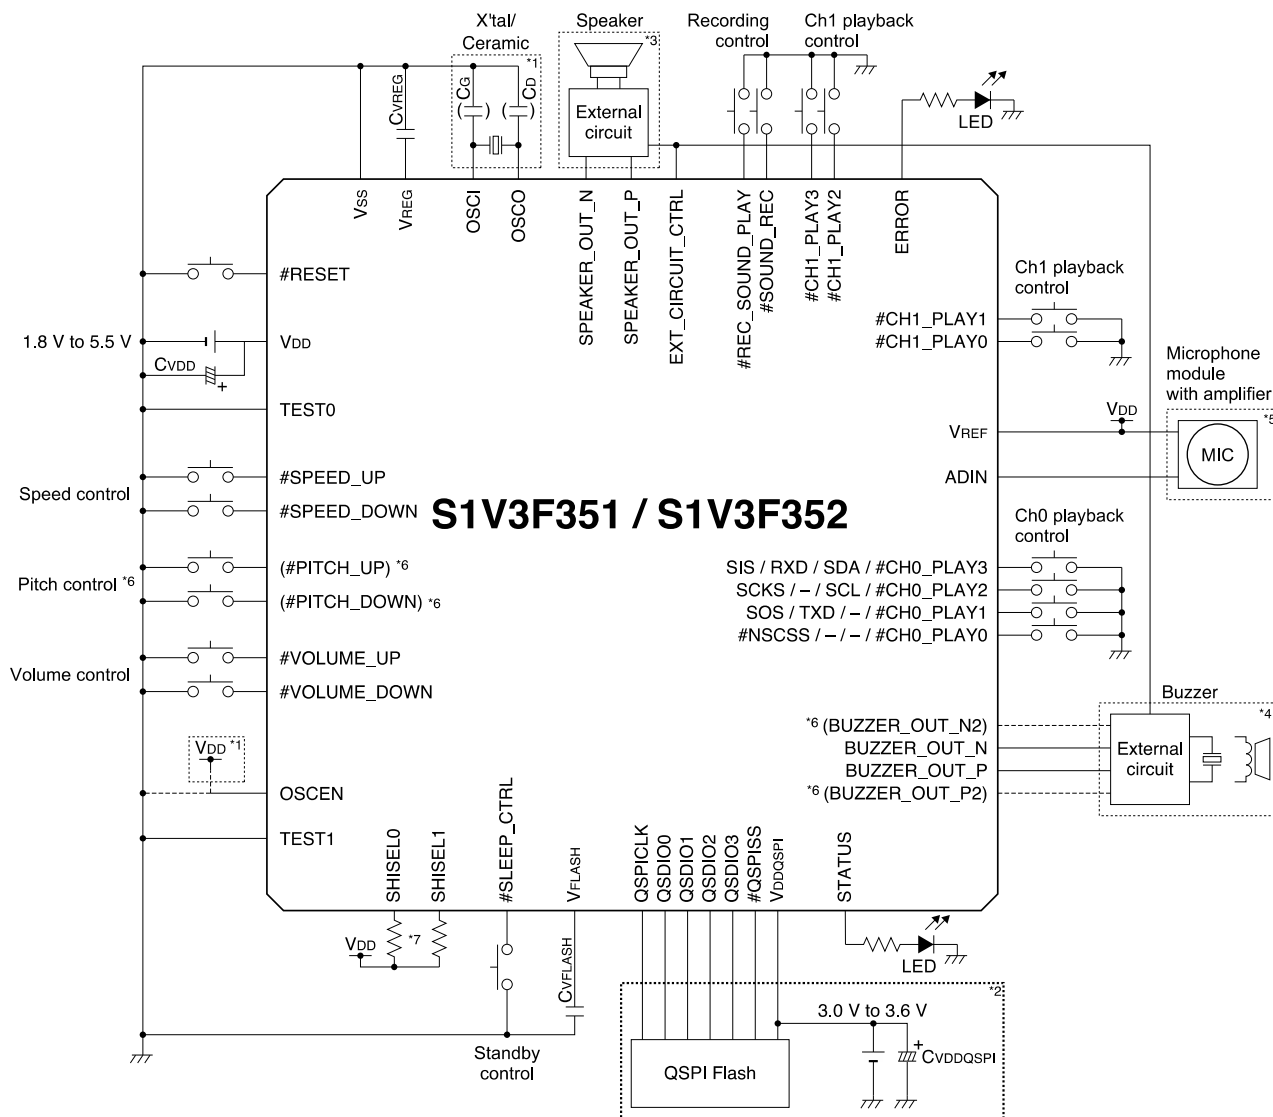 X'tal/
Ceramic
*1
Speaker
*3
Recording
control
Ch1 playback
control
CVREG
CG
( )
CD
( )
External
circuit
LED
VSS
VREG
OSCI
OSCO
SPEAKER_OUT_N
SPEAKER_OUT_P
EXT_CIRCUIT_CTRL
#REC_SOUND_PLAY
#SOUND_REC
#CH1_PLAY3
#CH1_PLAY2
ERROR
#RESET
1.8 V to 5.5 V
VDD
CVDD
+
TEST0
Speed control
#SPEED_UP
#SPEED_DOWN
Pitch control *6
(#PITCH_UP) *6
(#PITCH_DOWN) *6
Volume control
#VOLUME_UP
#VOLUME_DOWN
VDD *1
OSCEN
TEST1
S1V3F351 / S1V3F352
Ch1 playback
control
#CH1_PLAY1
#CH1_PLAY0
Microphone
module
with amplifier
VDD
*5
VREF
MIC
ADIN
Ch0 playback
control
SIS / RXD / SDA / #CH0_PLAY3
SCKS / – / SCL / #CH0_PLAY2
SOS / TXD / – / #CH0_PLAY1
#NSCSS / – / – / #CH0_PLAY0
Buzzer
*4
*6 (BUZZER_OUT_N2)
BUZZER_OUT_N
BUZZER_OUT_P
*6 (BUZZER_OUT_P2)
External
circuit
SHISEL0
SHISEL1
#SLEEP_CTRL
VFLASH
QSPICLK
QSDIO0
QSDIO1
QSDIO2
QSDIO3
#QSPISS
VDDQSPI
STATUS
VDD
*7
CVFLASH
LED
Standby
control
*2
3.0 V to 3.6 V
QSPI Flash
+
CVDDQSPI